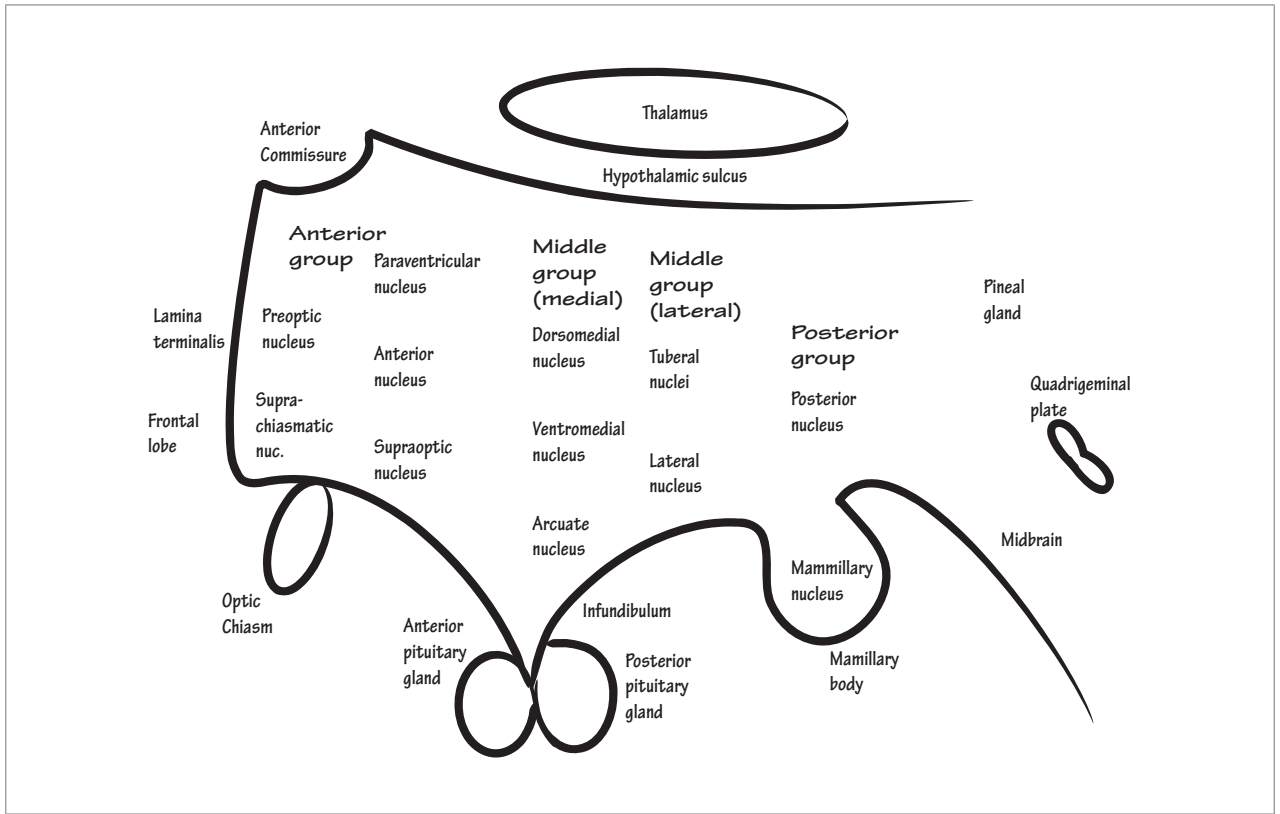 Thalamus
Anterior
Commissure
Hypothalamic sulcus
Anterior
group
Paraventricular
nucleus
Preoptic
nucleus
Anterior
nucleus
Supra-
chiasmatic
nuc.
Supraoptic
nucleus
Middle
group
(medial)
Dorsomedial
nucleus
Ventromedial
nucleus
Arcuate
nucleus
Middle
group
(lateral)
Tuberal
nuclei
Lateral
nucleus
Posterior
group
Posterior
nucleus
Mammillary
nucleus
Pineal
gland
Quadrigeminal
plate
Midbrain
Lamina
terminalis
Frontal
lobe
Optic
Chiasm
Anterior
pituitary
gland
Infundibulum
Posterior
pituitary
gland
Mamillary
body